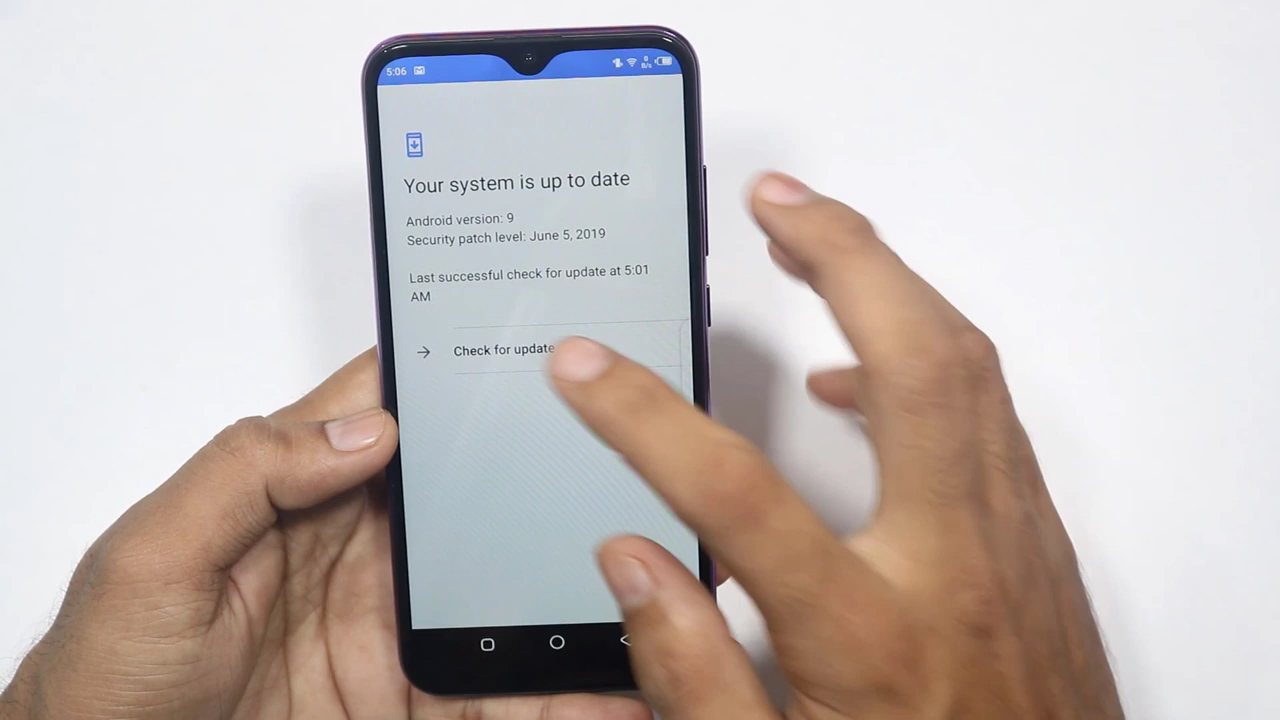 5:06
0
B/s
Your system is up to date
Android version: 9
Security patch level: June 5, 2019
Last successful check for update at 5:01
AM
Check for update